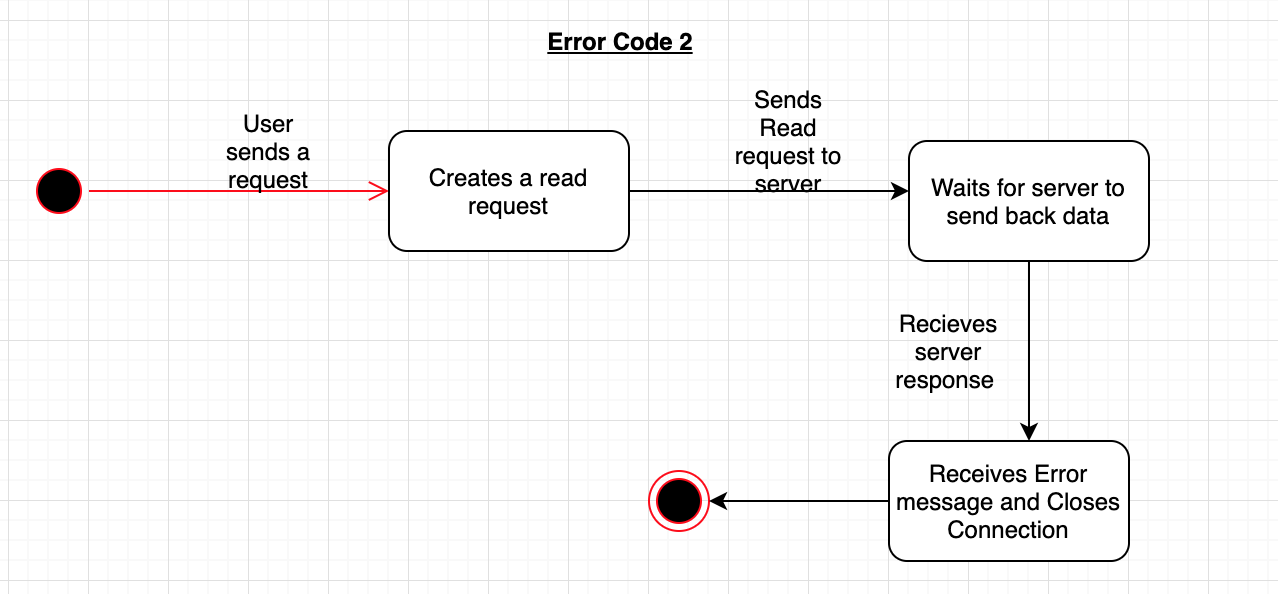 Error Code 2
User
sends a
request
Creates a read
request
Sends
Read
request to
server
Waits for server to
send back data
Recieves
server
response
Receives Error
message and Closes
Connection